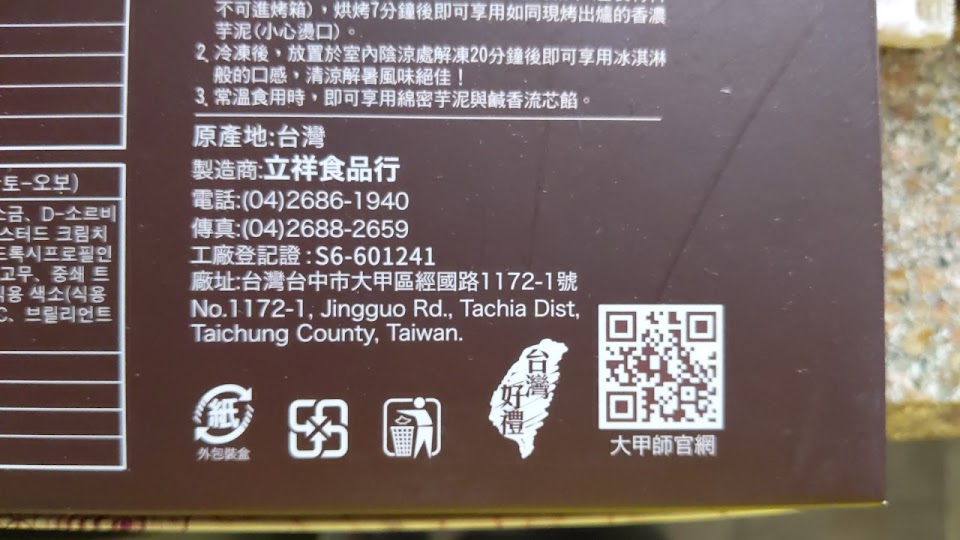 不可進烤箱)，烘烤7分鐘後即可享用如同現烤出爐的香濃
芋泥(小心燙口)。
2. 冷凍後，放置於室內陰涼處解凍20分鐘後即可享用冰淇淋
般的口感，清涼解暑風味絕佳！
3. 常溫食用時，即可享用綿密芋泥與鹹香流芯餡。
原產地:台灣
製造商:立祥食品行
電話:(04)2686-1940
傳真:(04)2688-2659
工廠登記證:S6-601241
廠址:台灣台中市大甲區經國路1172-1號
No.1172-1, Jingguo Rd., Tachia Dist,
Taichung County, Taiwan.
토-오보)
소금、D-소르비
스터드 크림치
드록시프로필인
고무、중쇄 트
식용 색소(식용
C、브릴리언트
紙
外包裝盒
台灣
好禮
大甲師官網